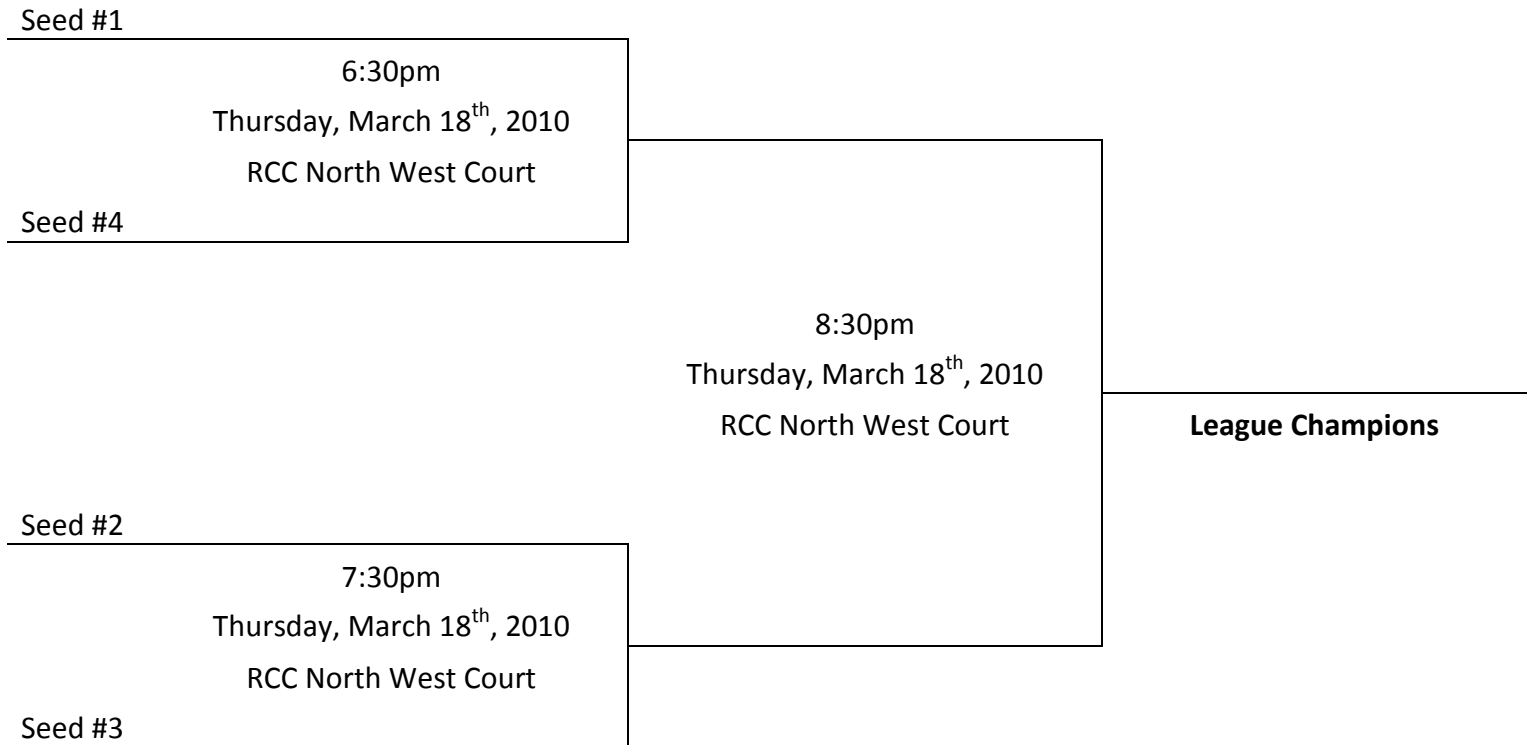 Seed #1
6:30pm
Thursday, March 18th, 2010
RCC North West Court
Seed #4
8:30pm
Thursday, March 18th, 2010
RCC North West Court
League Champions
Seed #2
7:30pm
Thursday, March 18th, 2010
RCC North West Court
Seed #3